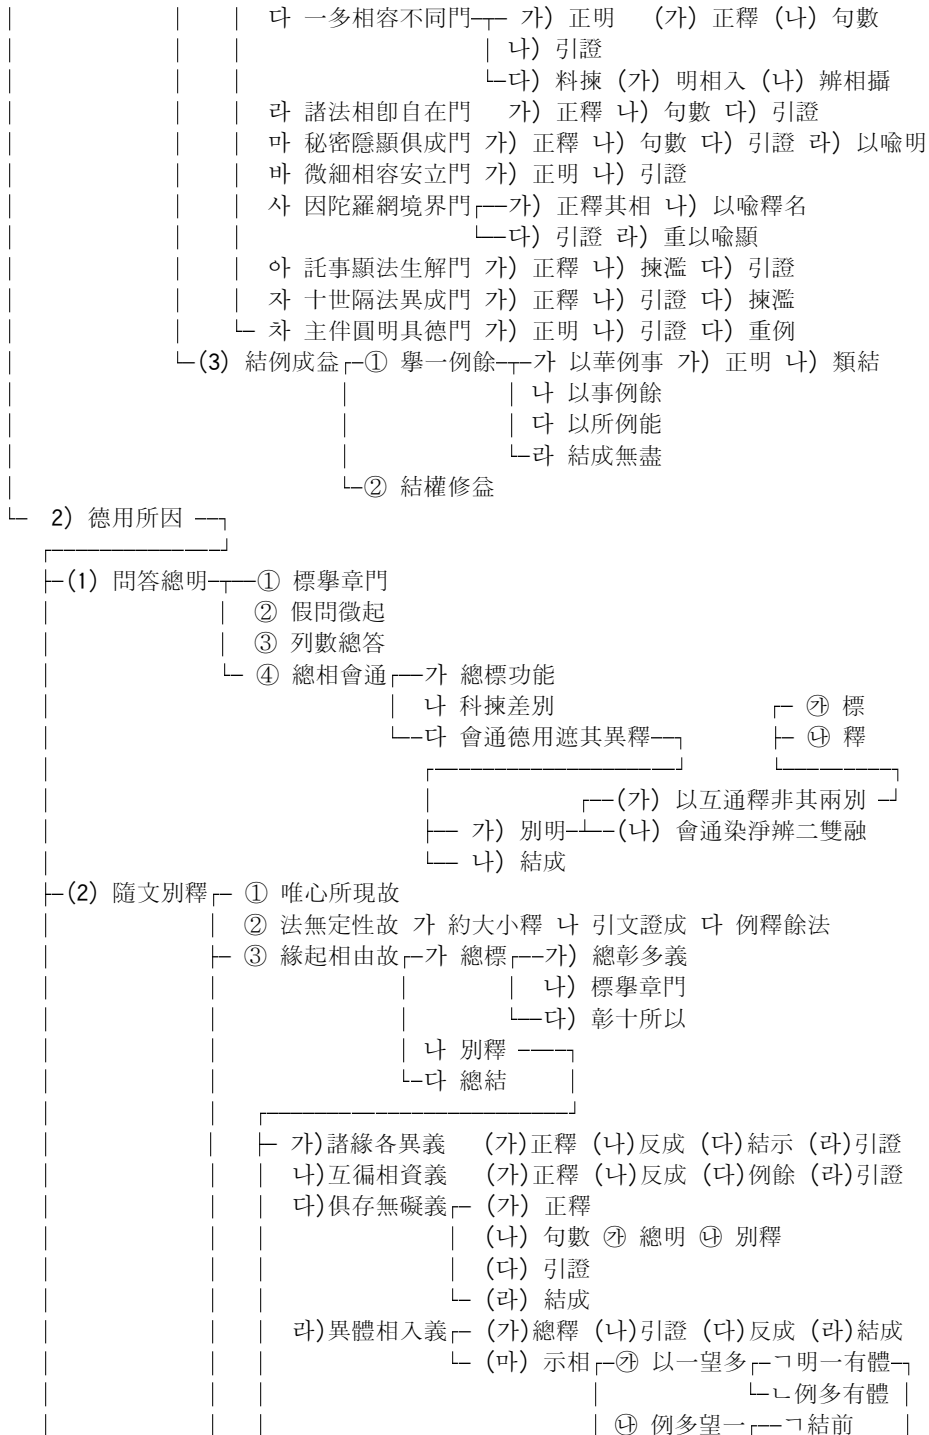 다 一多相容不同門 가) 正明 (가) 正釋 (나) 句數
나) 引證
다) 料揀 (가) 明相入 (나) 辨相攝
라 諸法相卽自在門 가) 正釋 나) 句數 다) 引證
마 秘密隱顯俱成門 가) 正釋 나) 句數 다) 引證 라) 以喩明
바 微細相容安立門 가) 正明 나) 引證
사 因陀羅網境界門 가) 正釋其相 나) 以喩釋名
다) 引證 라) 重以喩顯
아 託事顯法生解門 가) 正釋 나) 揀濫 다) 引證
자 十世隔法異成門 가) 正釋 나) 引證 다) 揀濫
차 主伴圓明具德門 가) 正明 나) 引證 다) 重例
(3) 結例成益 ① 擧一例餘 가 以華例事 가) 正明 나) 類結
나 以事例餘
다 以所例能
라 結成無盡
② 結權修益
2) 德用所因
(1) 問答總明 ① 標擧章門
② 假問徵起
③ 列數總答
④ 總相會通 가 總標功能
나 科揀差別 ㉮ 標
다 會通德用遮其異釋 ㉯ 釋
(가) 以互通釋非其兩別
가) 別明 (나) 會通染淨辨二雙融
나) 結成
(2) 隨文別釋 ① 唯心所現故
② 法無定性故 가 約大小釋 나 引文證成 다 例釋餘法
③ 緣起相由故 가 總標 가) 總彰多義
나) 標擧章門
다) 彰十所以
나 別釋
다 總結
가)諸緣各異義 (가)正釋 (나)反成 (다)結示 (라)引證
나)互徧相資義 (가)正釋 (나)反成 (다)例餘 (라)引證
다)俱存無礙義 (가) 正釋
(나) 句數 ㉮ 總明 ㉯ 別釋
(다) 引證
(라) 結成
라)異體相入義 (가)總釋 (나)引證 (다)反成 (라)結成
(마) 示相 ㉮ 以一望多 ㄱ明一有體
ㄴ例多有體
㉯ 例多望一 ㄱ結前